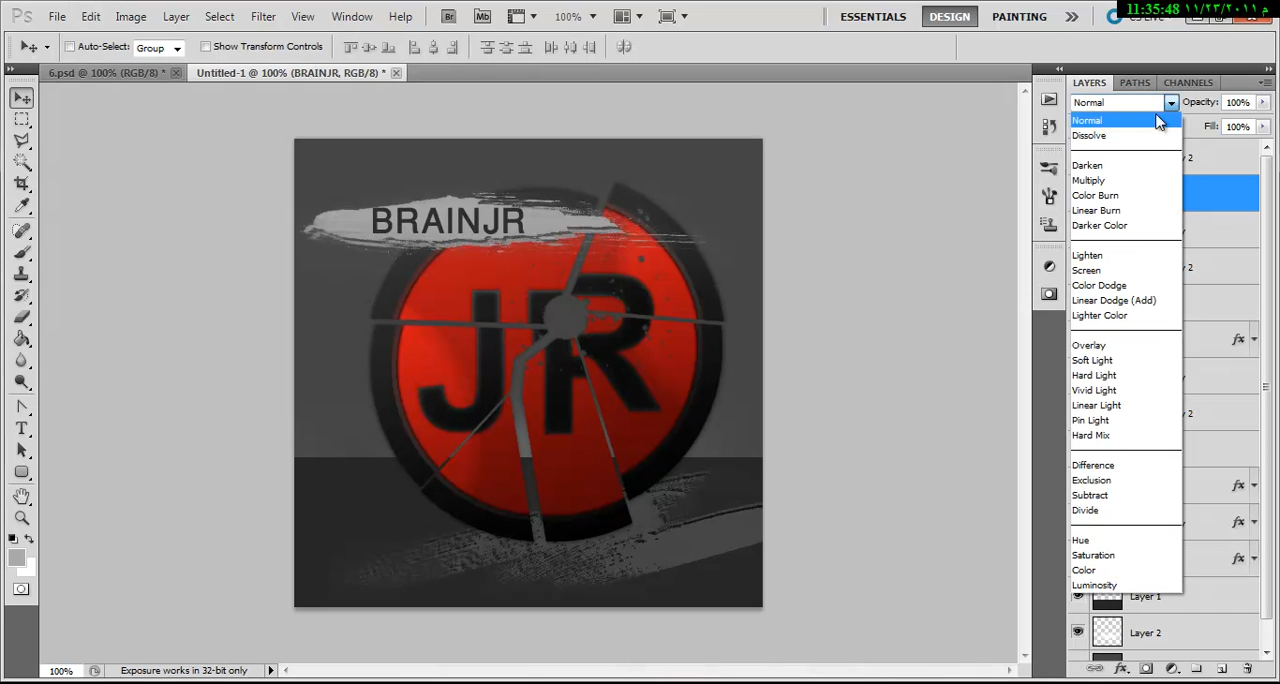 11:35:48 م ١١/٢٣/٢٠١١
Ps File Edit Image Layer Select Filter View Window Help Br Mb 100% ESSENTIALS DESIGN PAINTING
Auto-Select: Group Show Transform Controls
6.psd @ 100% (RGB/8) * Untitled-1 @ 100% (BRAINJR, RGB/8) *
LAYERS PATHS CHANNELS
Normal Opacity: 100%
Normal
Fill: 100%
Dissolve
Darken
Multiply
Color Burn
Linear Burn
Darker Color
Lighten
Screen
Color Dodge
Linear Dodge (Add)
Lighter Color
Overlay
Soft Light
Hard Light
Vivid Light
Linear Light
Pin Light
Hard Mix
Difference
Exclusion
Subtract
Divide
Hue
Saturation
Color
Luminosity
Layer 1
Layer 2
BRAINJR
JR
100% Exposure works in 32-bit only